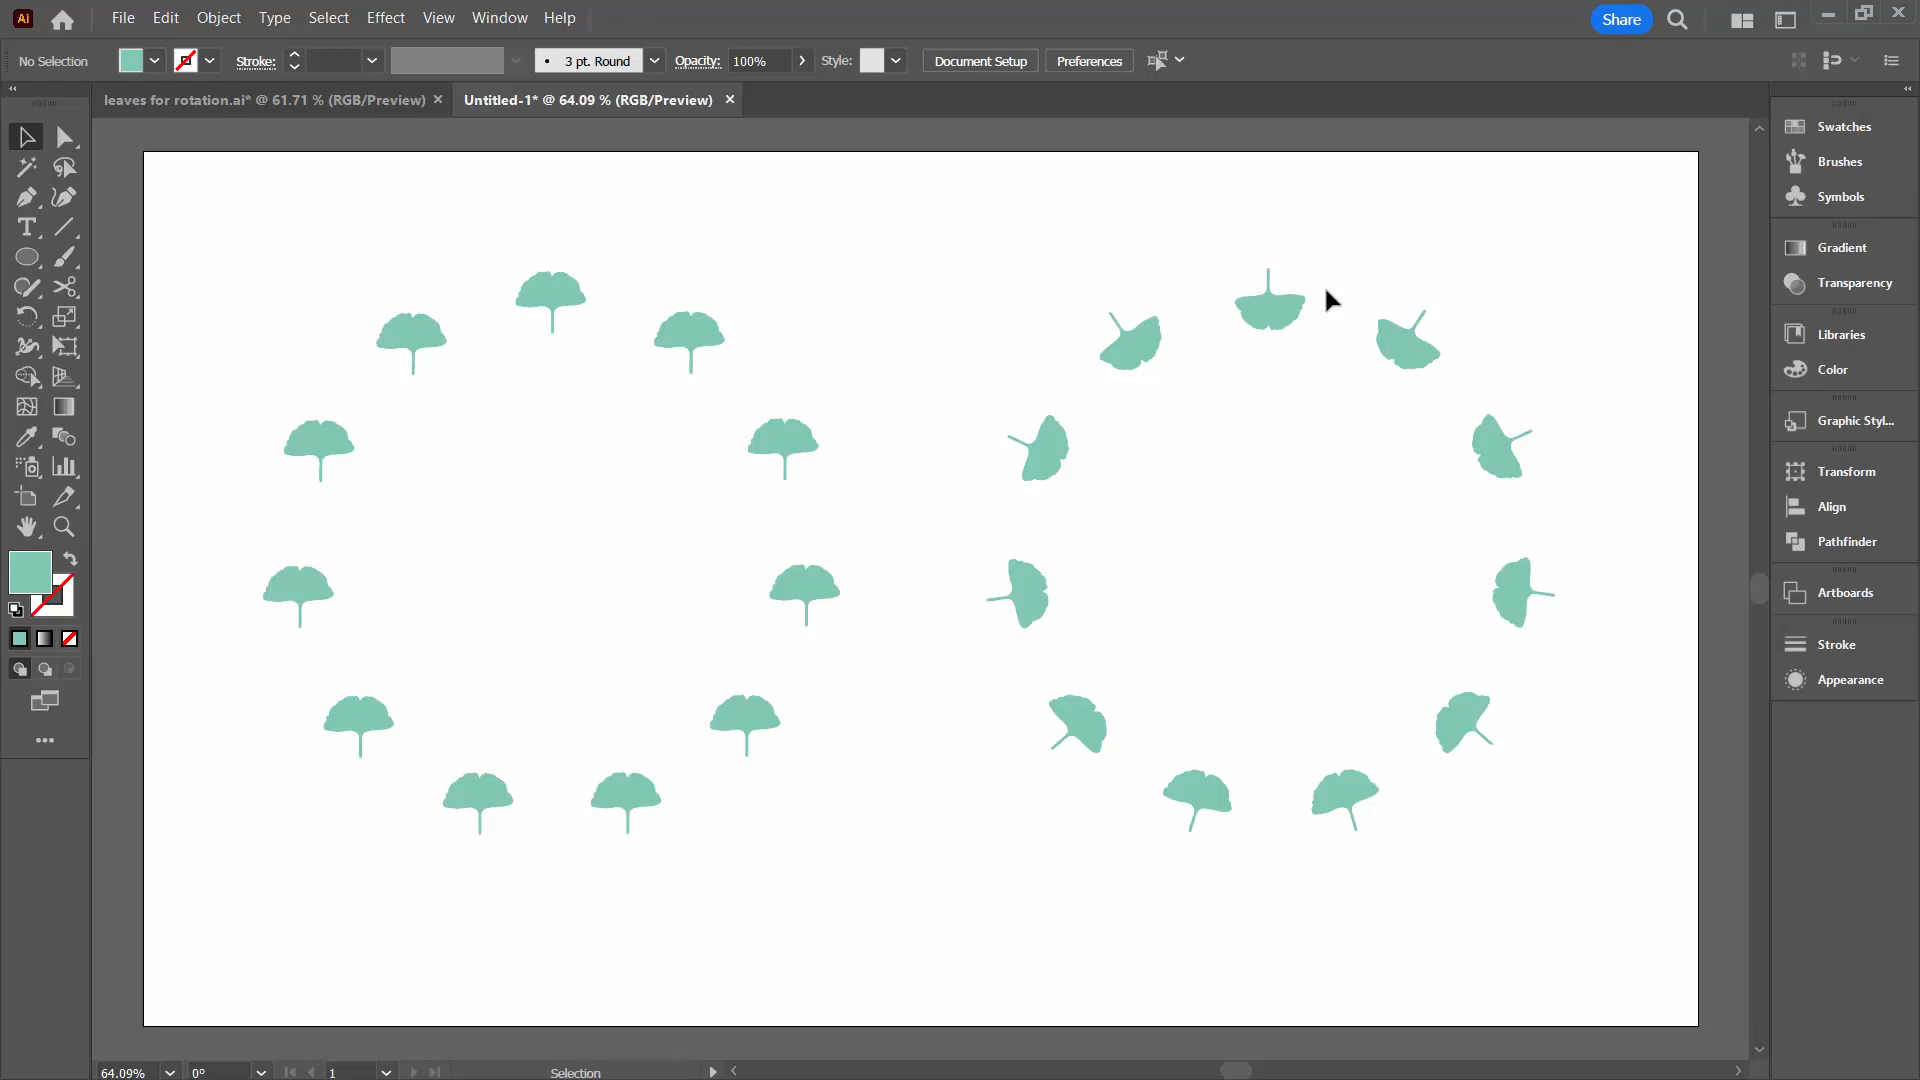 Ai File Edit Object Type Select Effect View Window Help Share
No Selection Stroke: 3 pt. Round Opacity: 100% Style: Document Setup Preferences
leaves for rotation.ai* @ 61.71 % (RGB/Preview) Untitled-1* @ 64.09 % (RGB/Preview)
Swatches
Brushes
Symbols
Gradient
Transparency
Libraries
Color
Graphic Styl...
Transform
Align
Pathfinder
Artboards
Stroke
Appearance
64.09% 0° 1 Selection